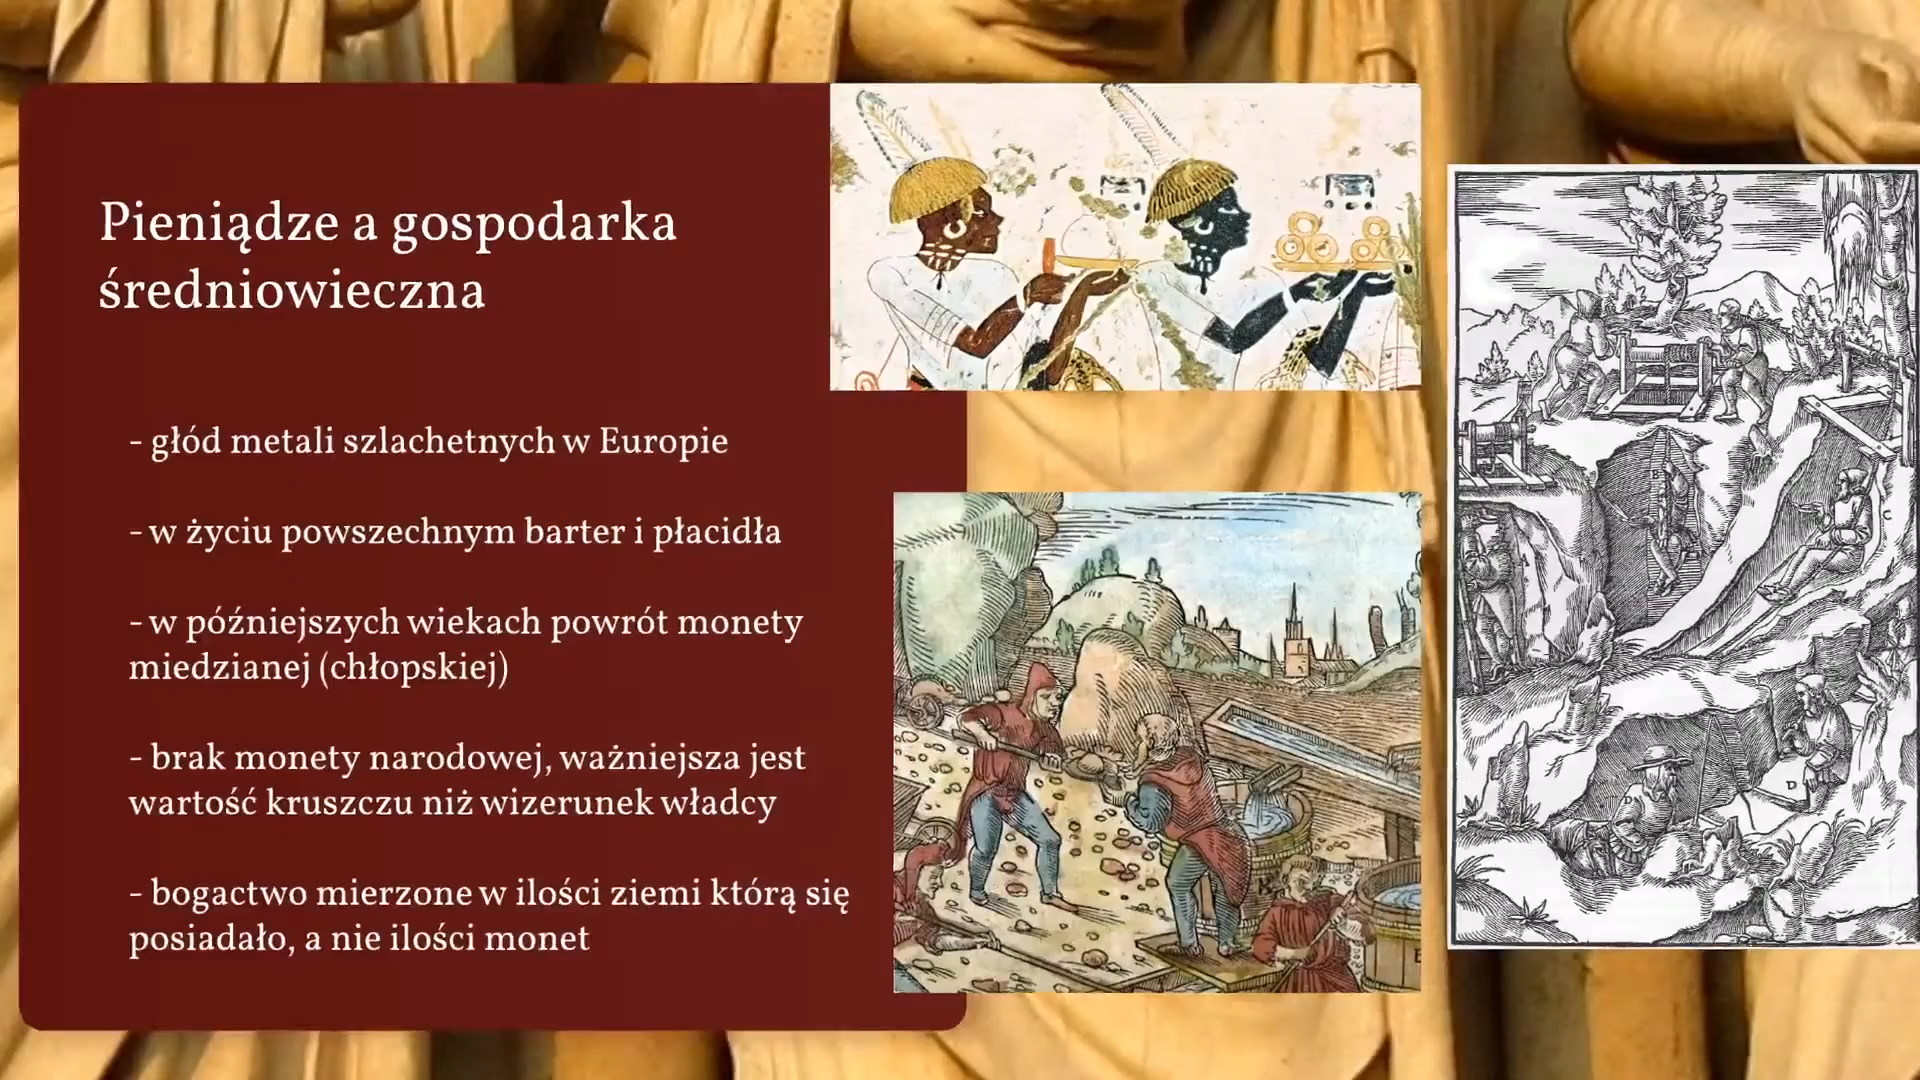 Pieniądze a gospodarka
średniowieczna
- głód metali szlachetnych w Europie
- w życiu powszechnym barter i płacidła
- w późniejszych wiekach powrót monety
miedzianej (chłopskiej)
- brak monety narodowej, ważniejsza jest
wartość kruszczu niż wizerunek władcy
- bogactwo mierzone w ilości ziemi którą się
posiadało, a nie ilości monet